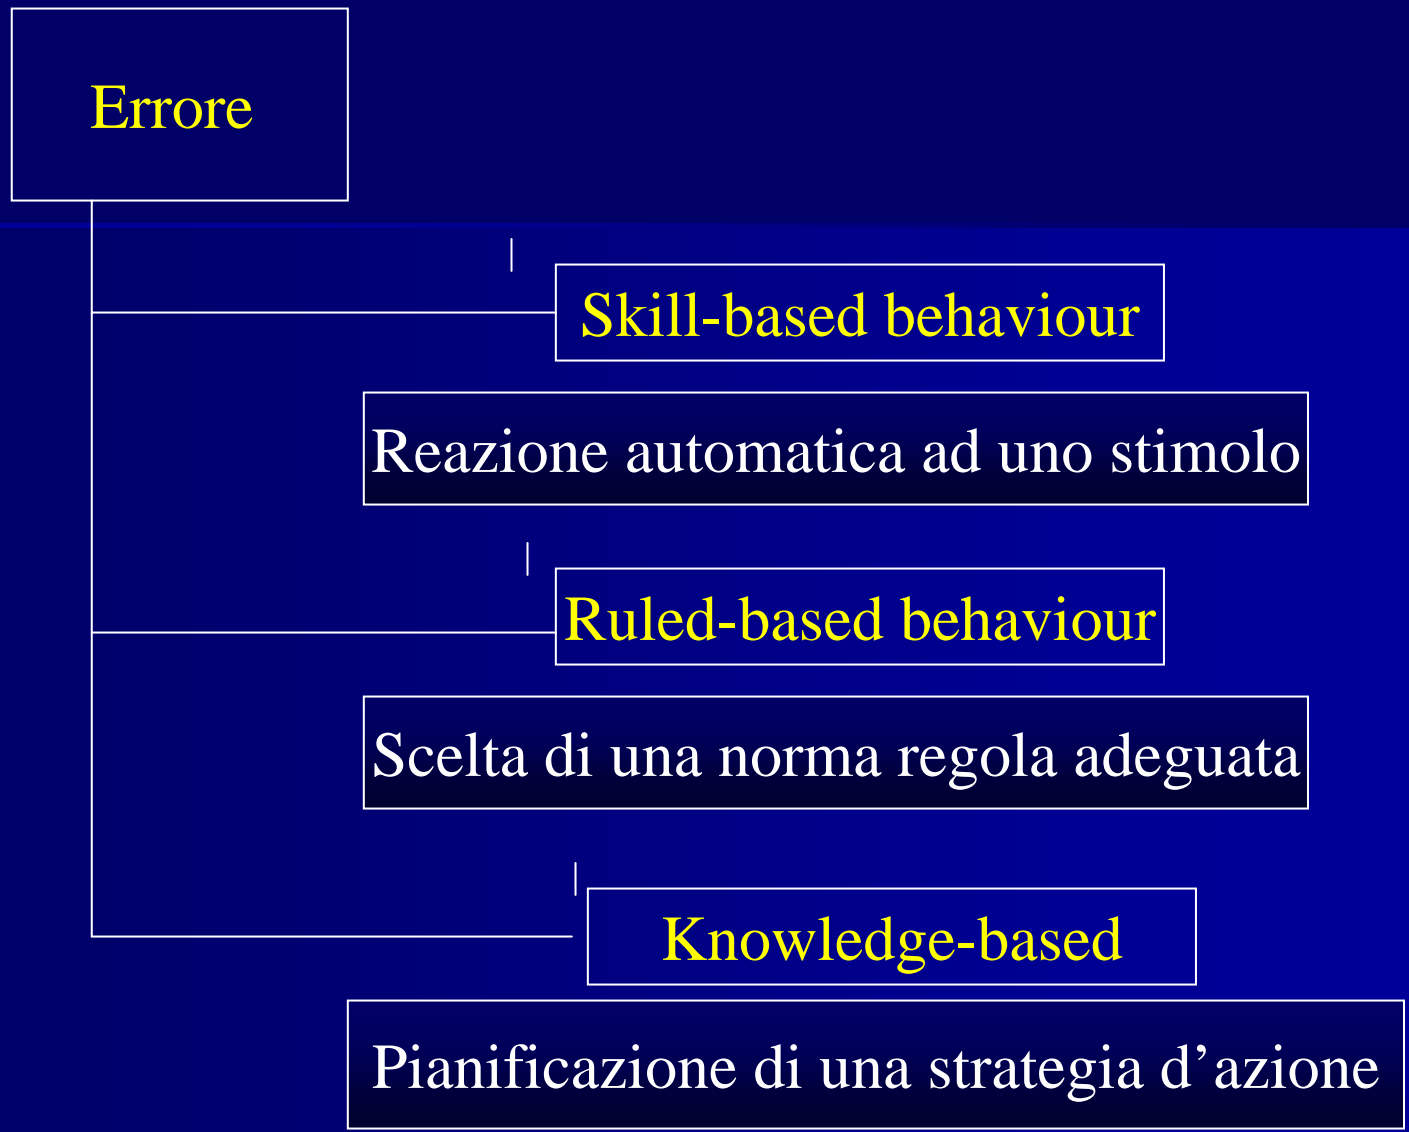 Errore
Skill-based behaviour
Reazione automatica ad uno stimolo
Ruled-based behaviour
Scelta di una norma regola adeguata
Knowledge-based
Pianificazione di una strategia d’azione